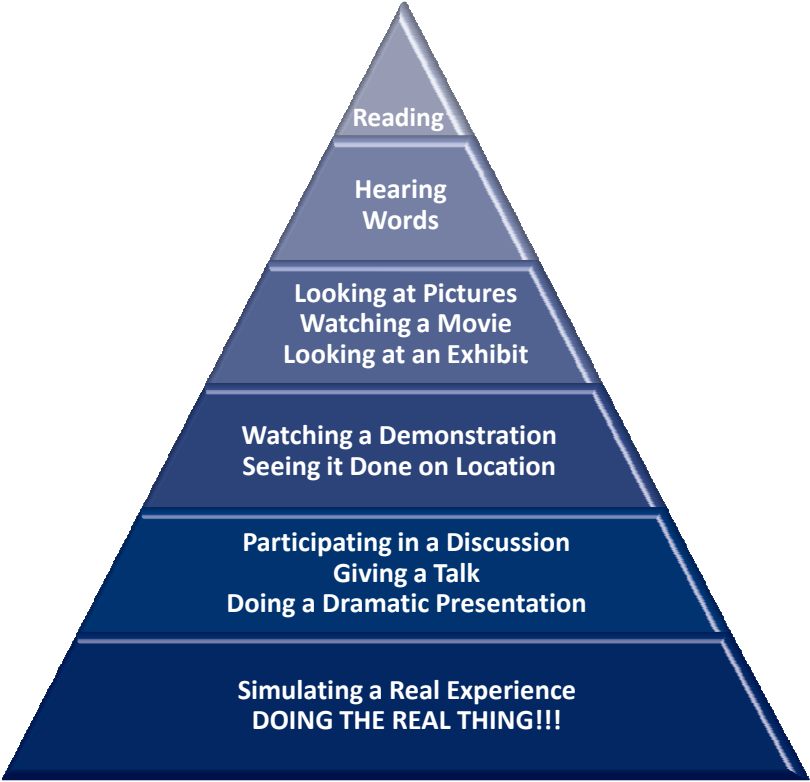 Reading
Hearing
Words
Looking at Pictures
Watching a Movie
Looking at an Exhibit
Watching a Demonstration
Seeing it Done on Location
Participating in a Discussion
Giving a Talk
Doing a Dramatic Presentation
Simulating a Real Experience
DOING THE REAL THING!!!